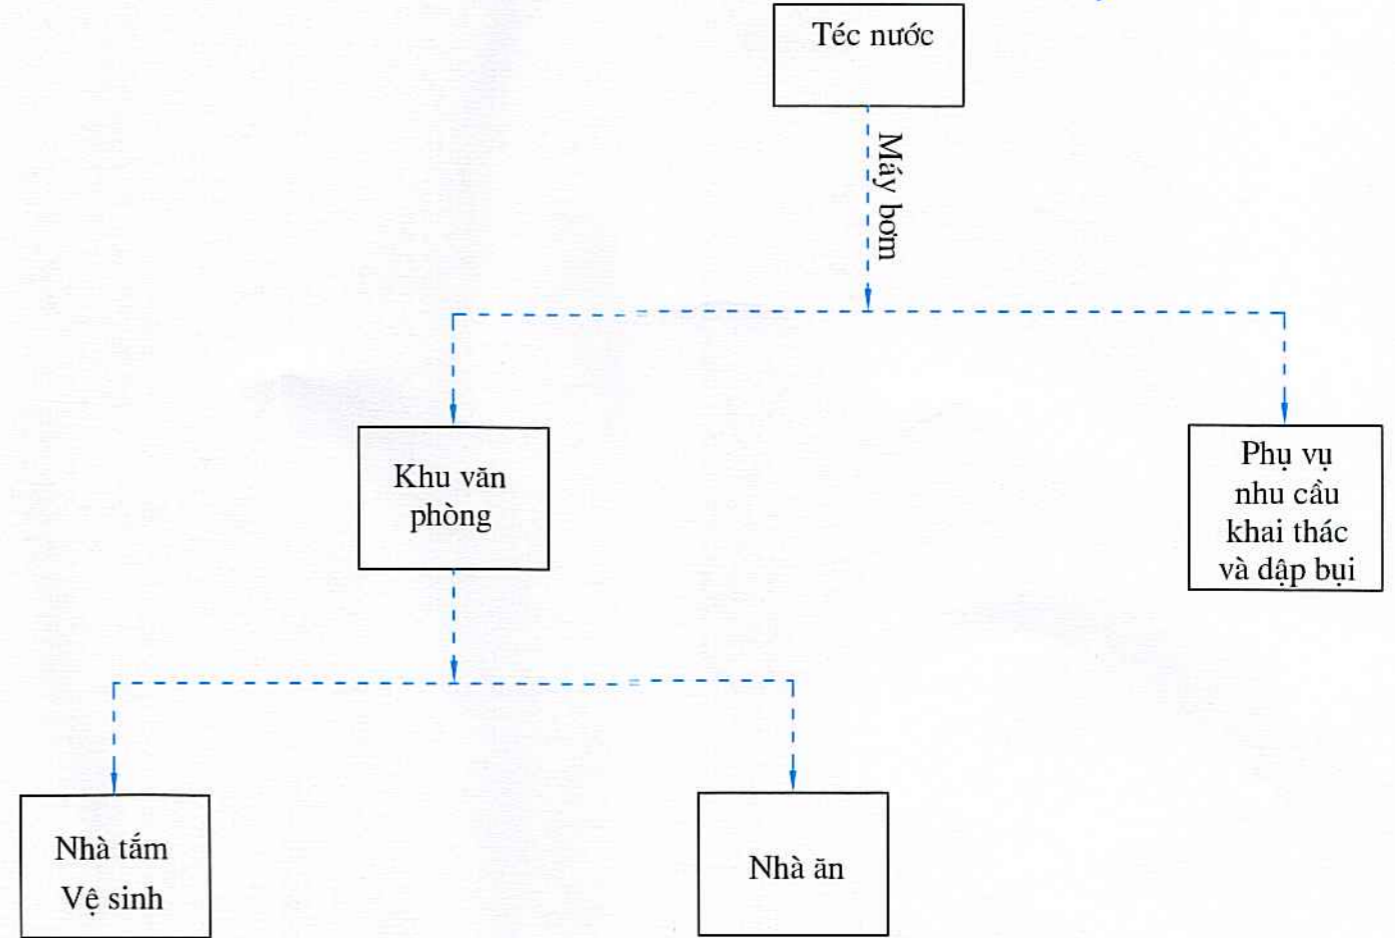 Téc nước
Máy bơm
Khu văn
phòng
Phụ vụ
nhu cầu
khai thác
và dập bụi
Nhà tắm
Vệ sinh
Nhà ăn